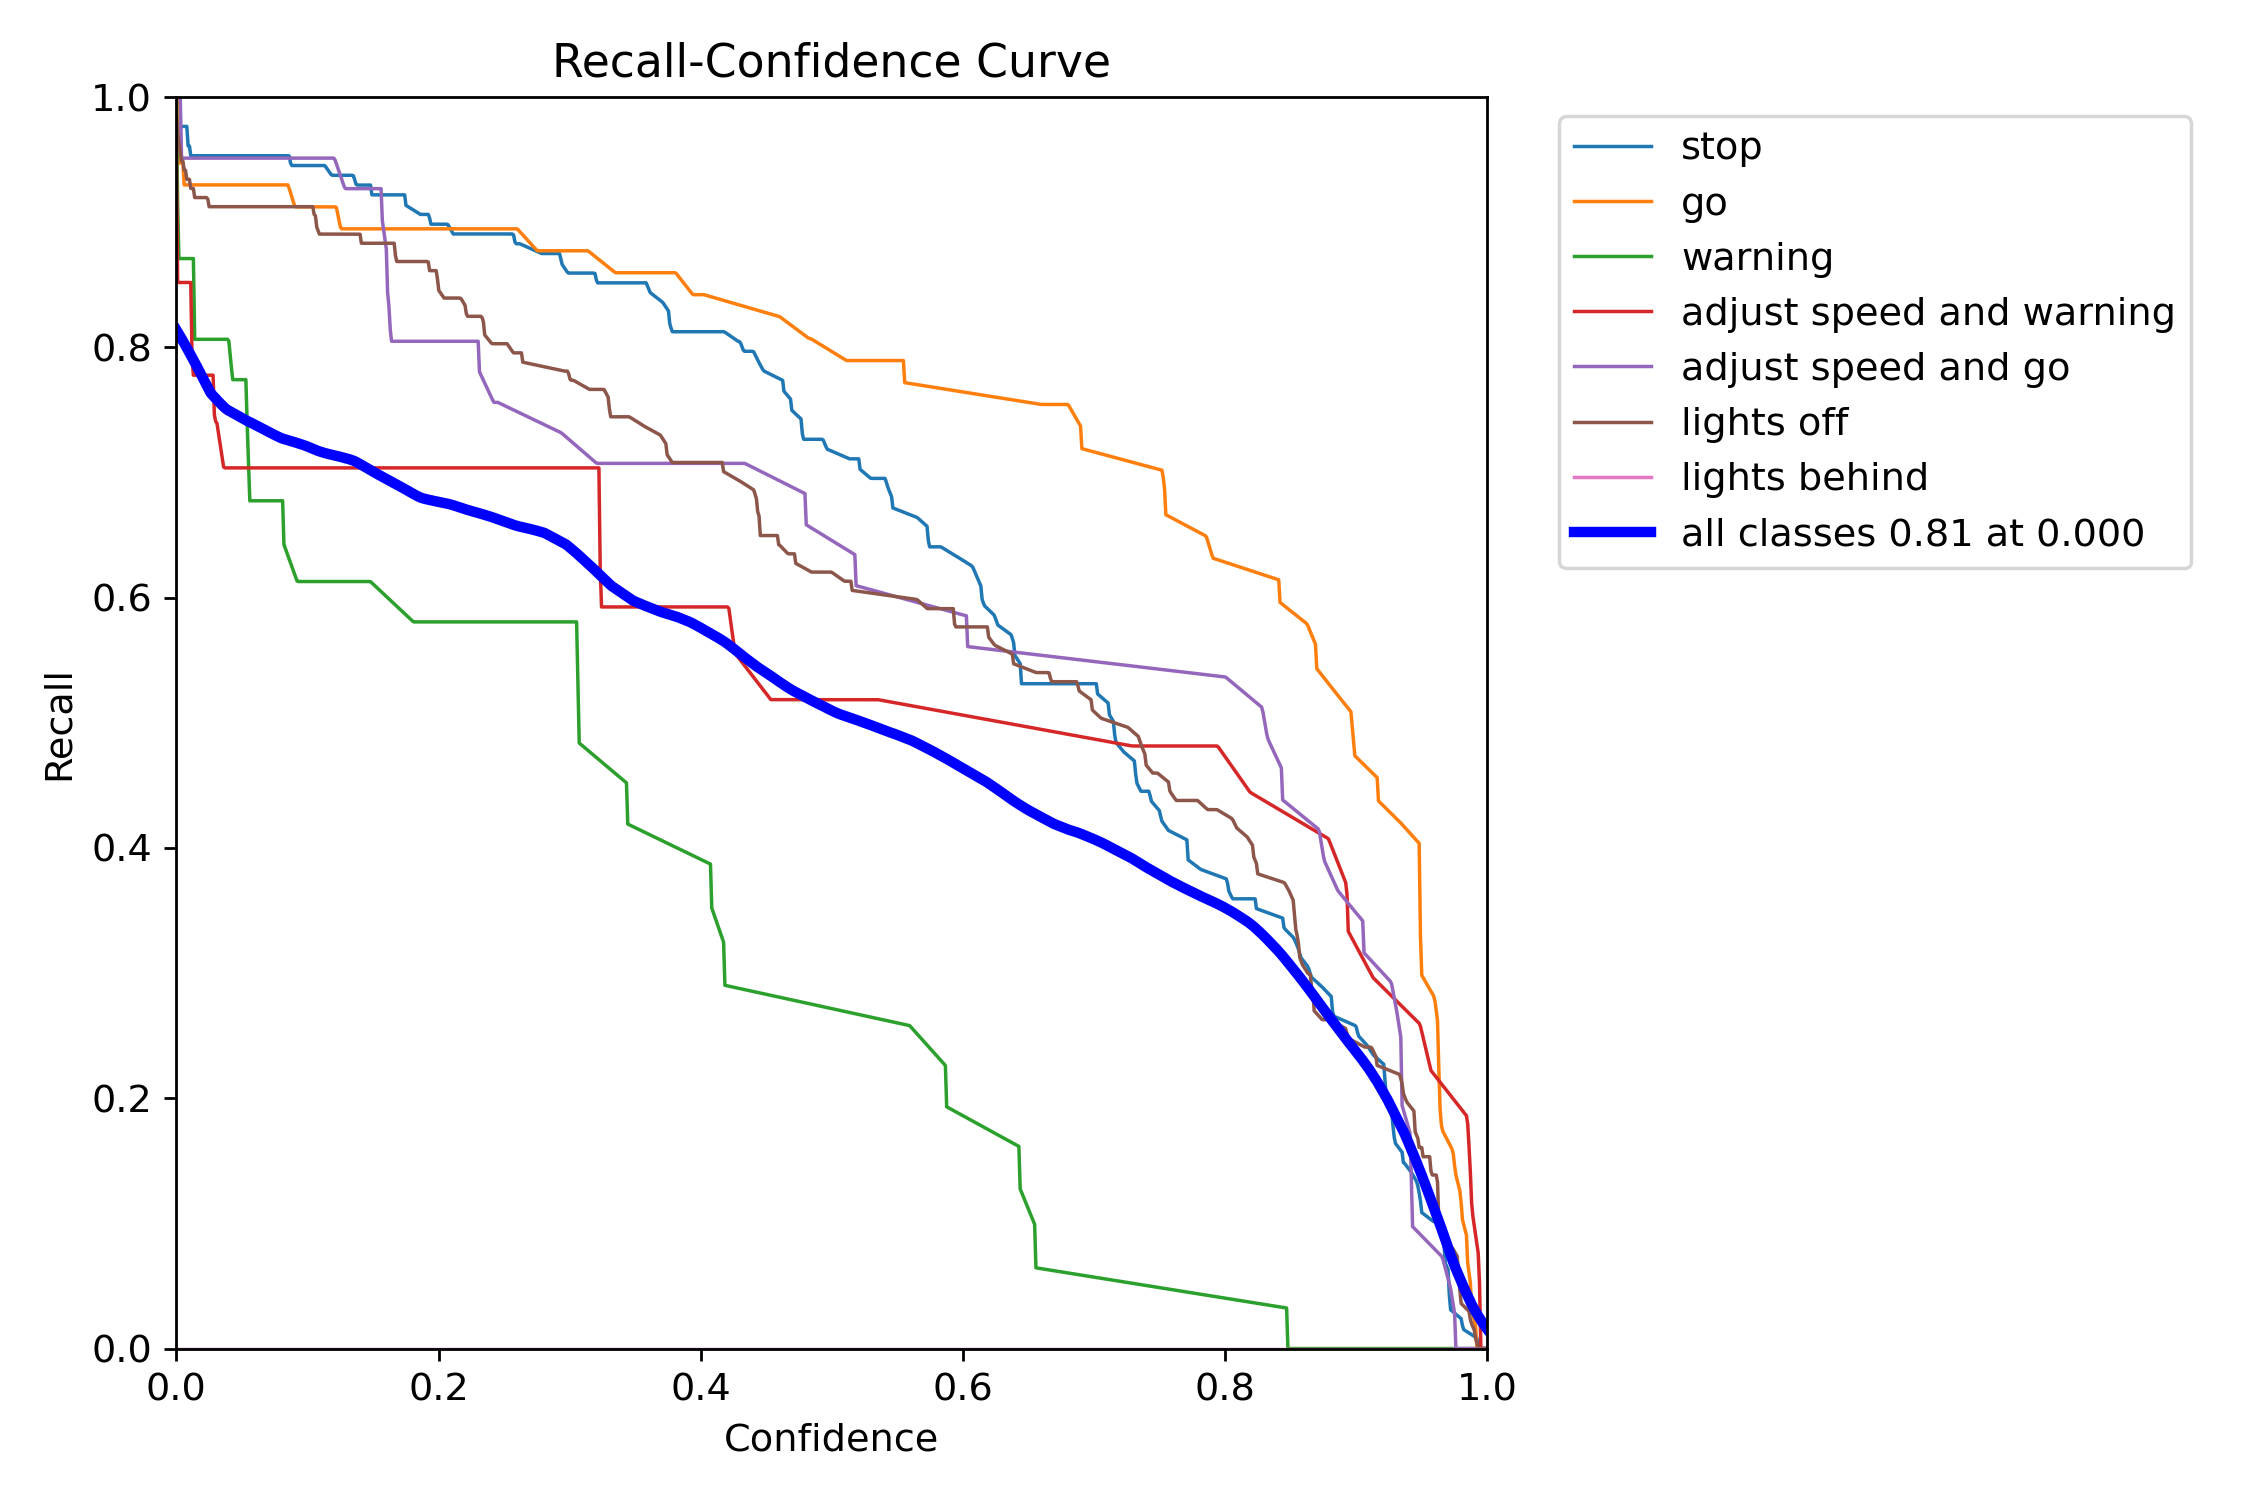 Recall-Confidence Curve
1.0
0.8
0.6
0.4
0.2
0.0
Recall
0.0 0.2 0.4 0.6 0.8 1.0
Confidence
stop
go
warning
adjust speed and warning
adjust speed and go
lights off
lights behind
all classes 0.81 at 0.000